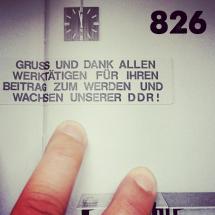 826
GRUSS UND DANK ALLEN
WERKTÄTIGEN FÜR IHREN
BEITRAG ZUM WERDEN UND
WACHSEN UNSERER DDR!